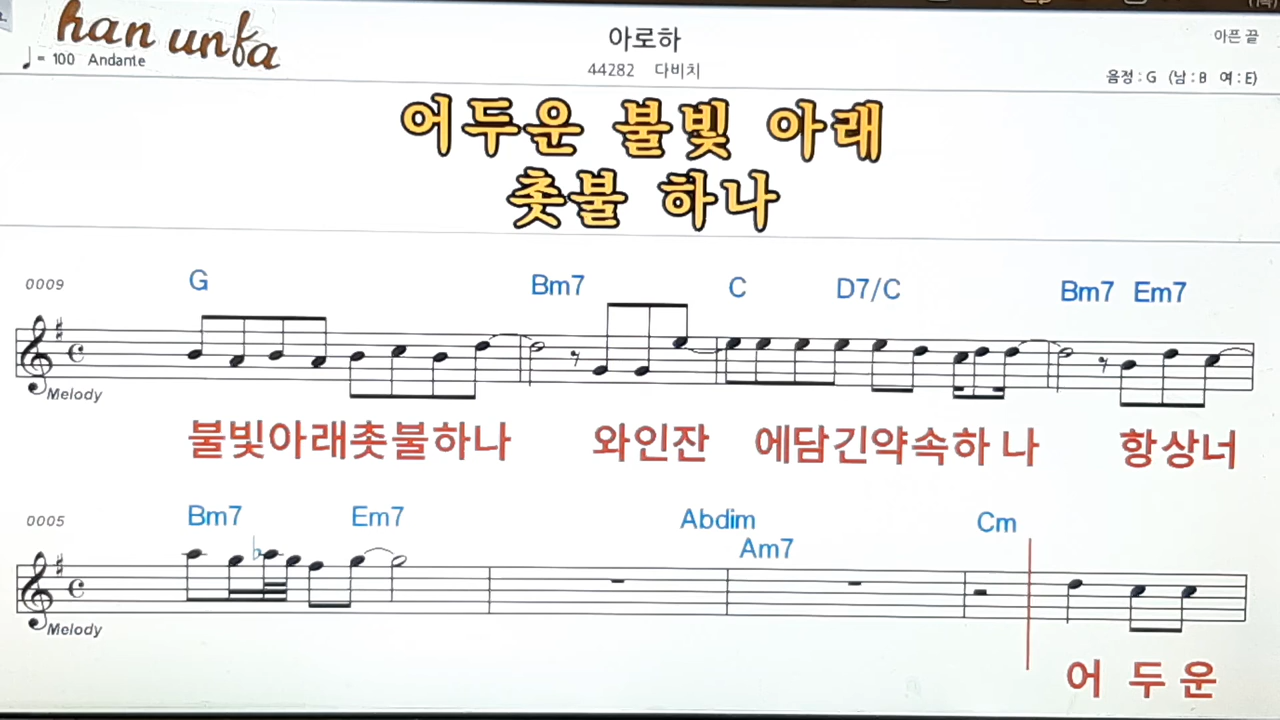 han unfa
♩ = 100 Andante
아로하
44282 다비치
아픈 끝
음정 : G (남 : B 여 : E)
어두운 불빛 아래
촛불 하나
0009
G Bm7 C D7/C Bm7 Em7
Melody
불빛아래촛불하나 와인잔 에담긴약속하 나 항상너
0005
Bm7 Em7 Abdim Am7 Cm
Melody
어 두 운